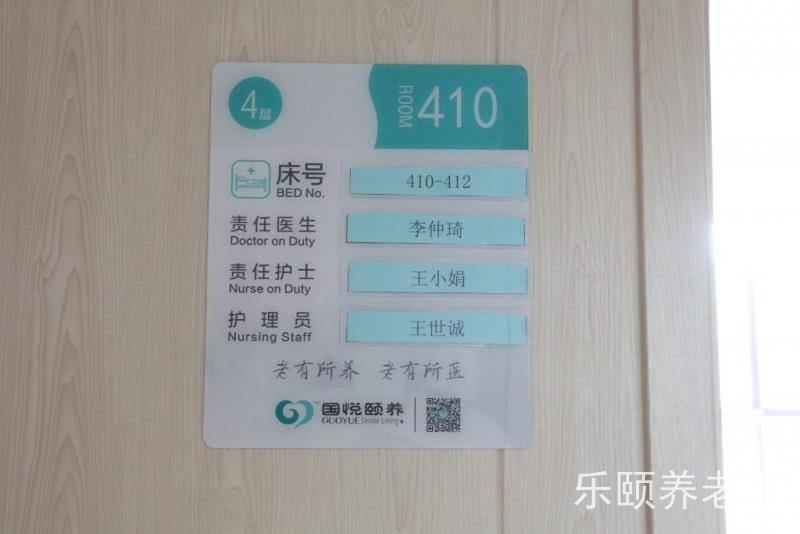 4层
ROOM 410
床号 410-412
BED No.
责任医生 李仲琦
Doctor on Duty
责任护士 王小娟
Nurse on Duty
护理员 王世诚
Nursing Staff
老有所养 老有所医
国悦颐养
GUOYUE Senior Living
乐颐养老